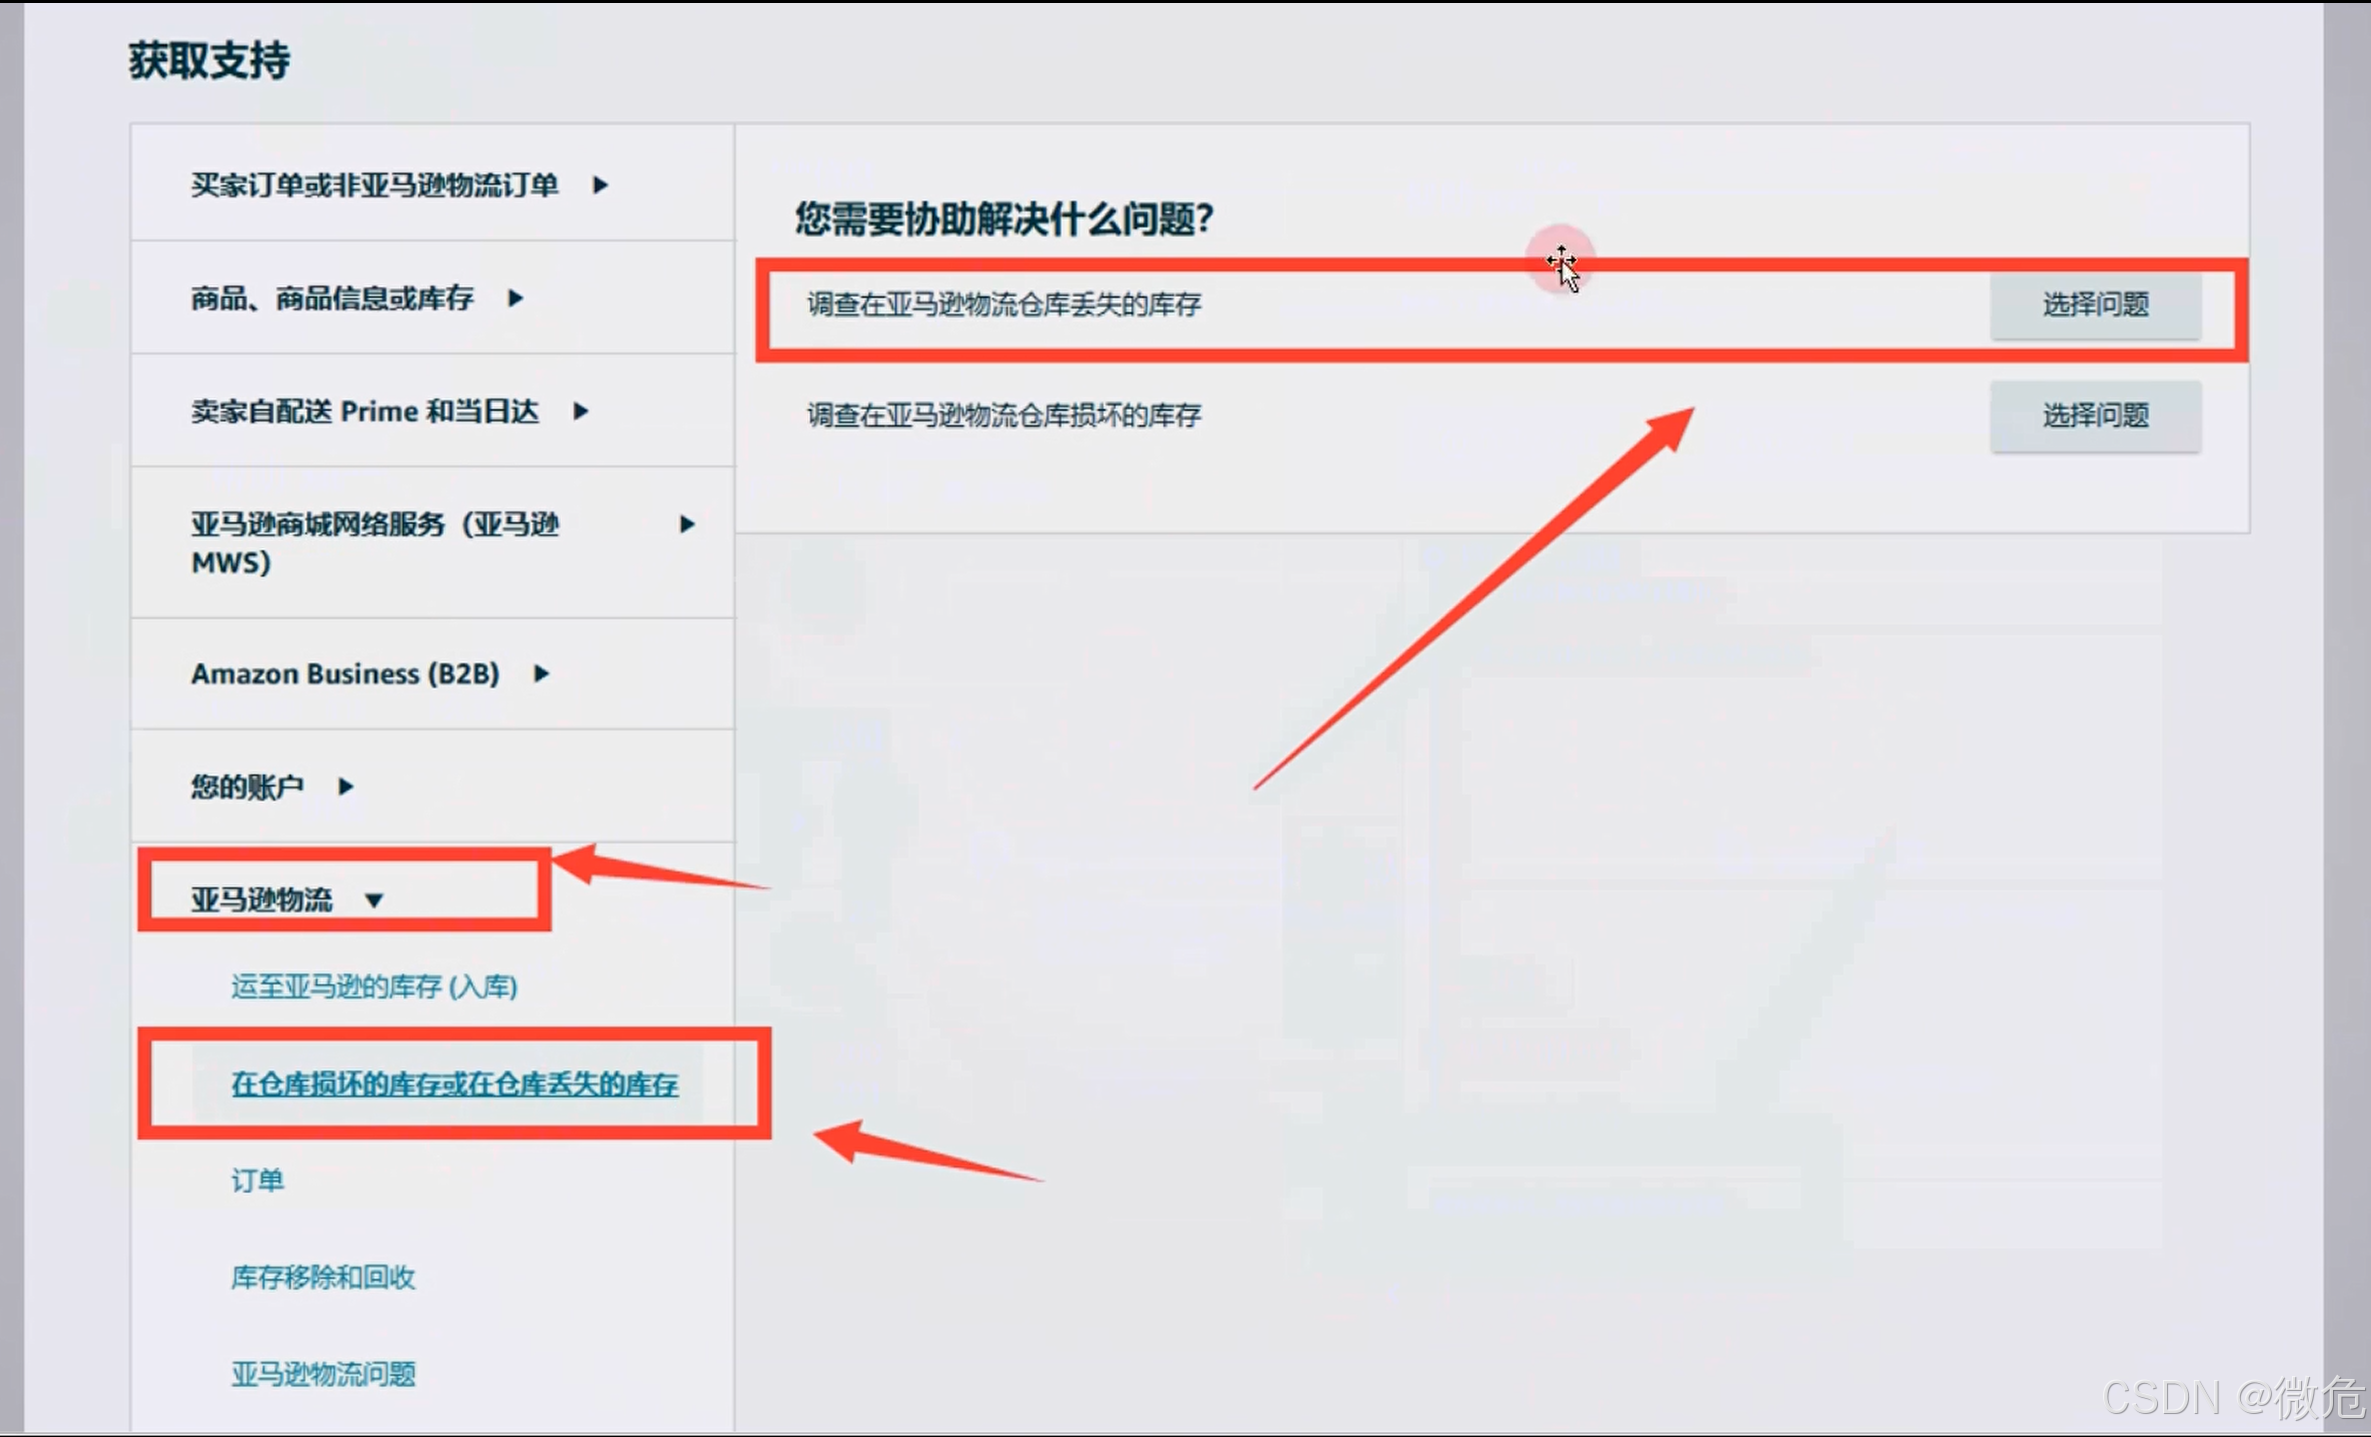 获取支持
买家订单或非亚马逊物流订单
商品、商品信息或库存
卖家自配送 Prime 和当日达
亚马逊商城网络服务（亚马逊
MWS)
Amazon Business (B2B)
您的账户
亚马逊物流
运至亚马逊的库存 (入库)
在仓库损坏的库存或在仓库丢失的库存
订单
库存移除和回收
亚马逊物流问题
您需要协助解决什么问题?
调查在亚马逊物流仓库丢失的库存
选择问题
调查在亚马逊物流仓库损坏的库存
选择问题
CSDN @微危